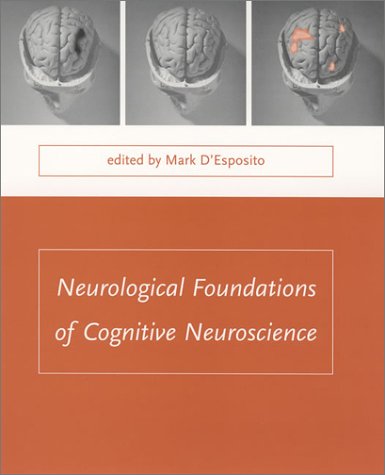 edited by Mark D'Esposito
Neurological Foundations
of Cognitive Neuroscience